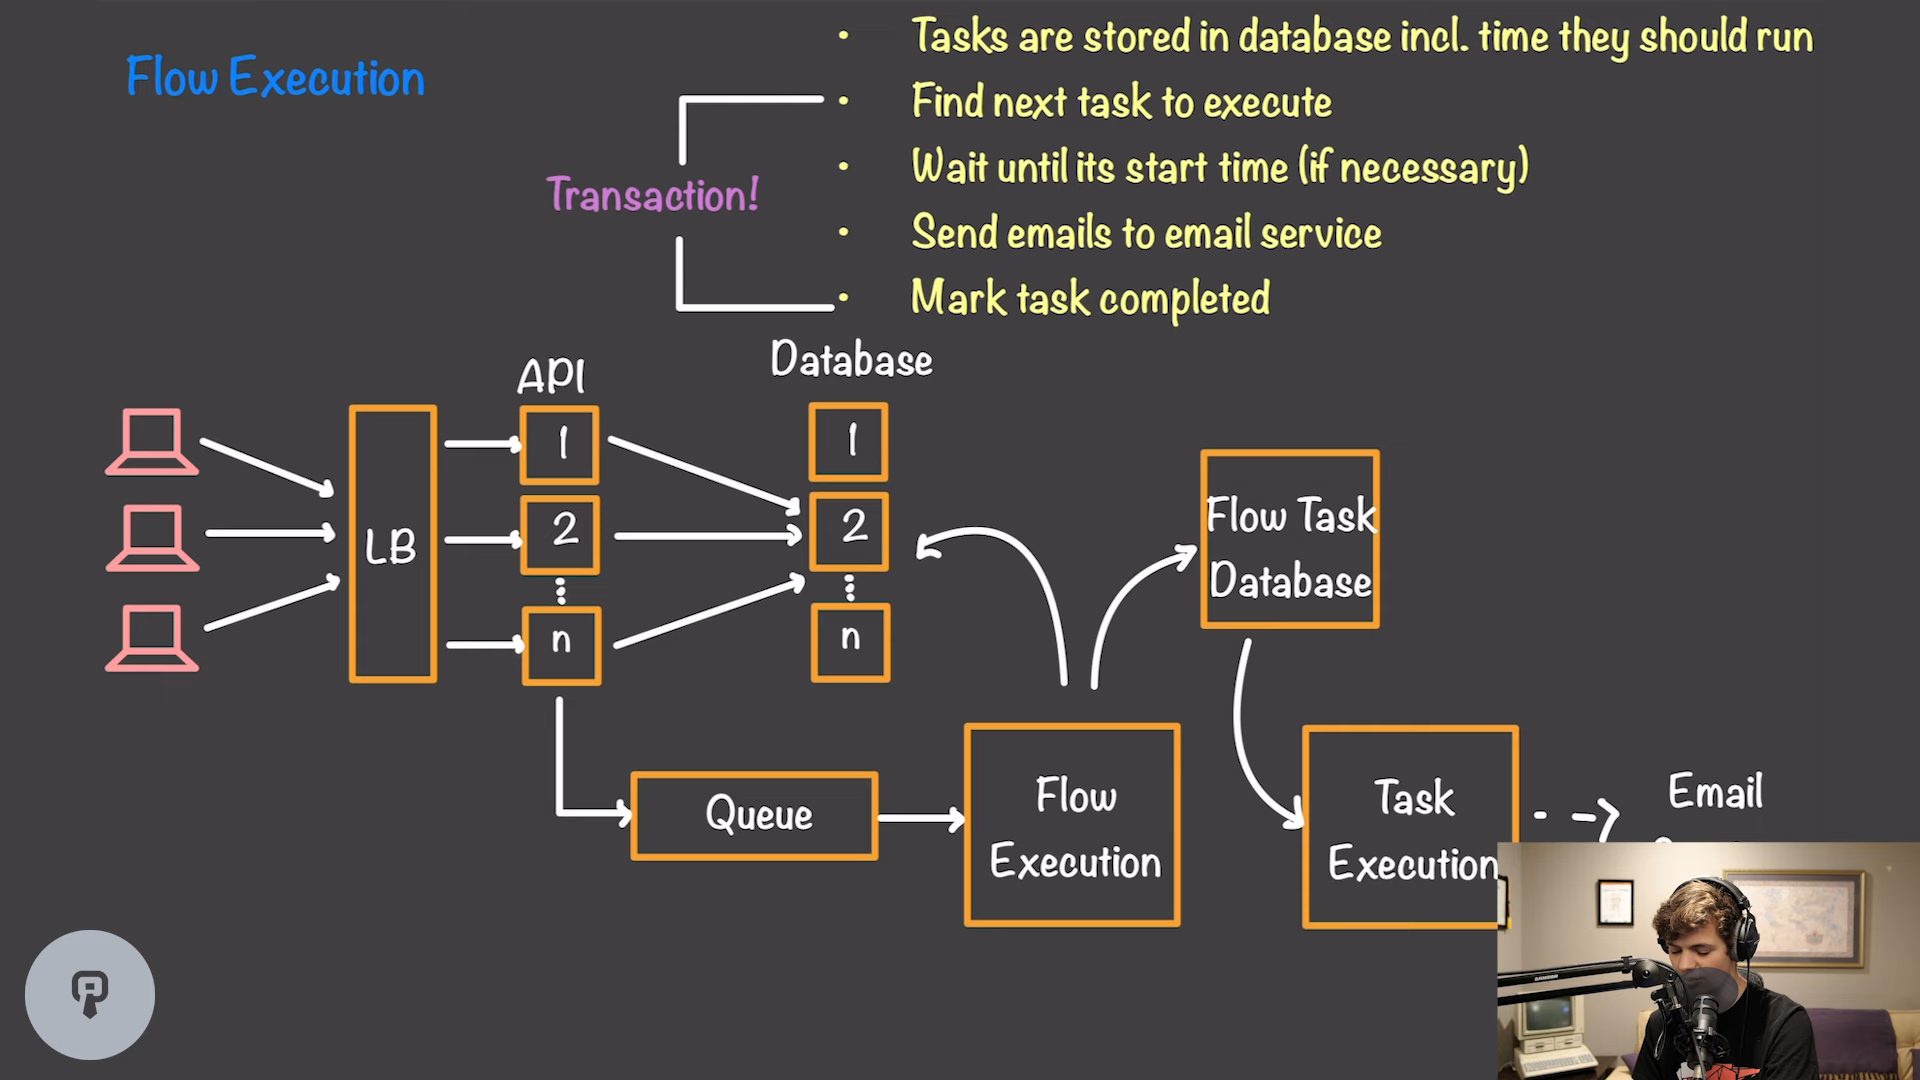 Flow Execution
• Tasks are stored in database incl. time they should run
• Find next task to execute
• Wait until its start time (if necessary)
• Send emails to email service
• Mark task completed
Transaction!
API
Database
LB
1
2
n
1
2
n
Flow Task
Database
Queue
Flow
Execution
Task
Execution
Email
SAMSON